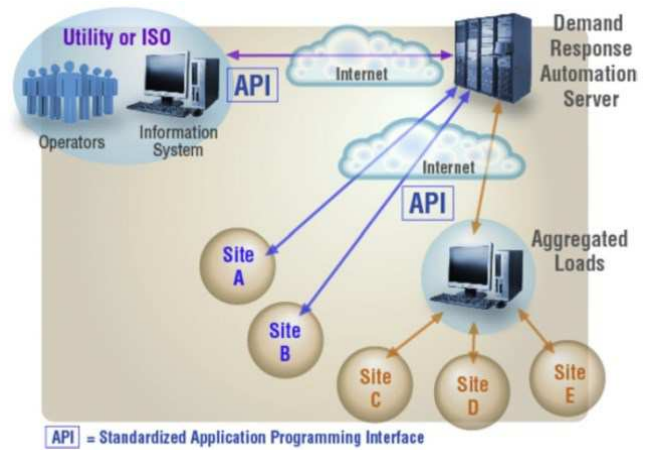 Utility or ISO
Operators
Information
System
API
Internet
Demand
Response
Automation
Server
Internet
API
Site
A
Site
B
Aggregated
Loads
Site
C
Site
D
Site
E
API = Standardized Application Programming Interface